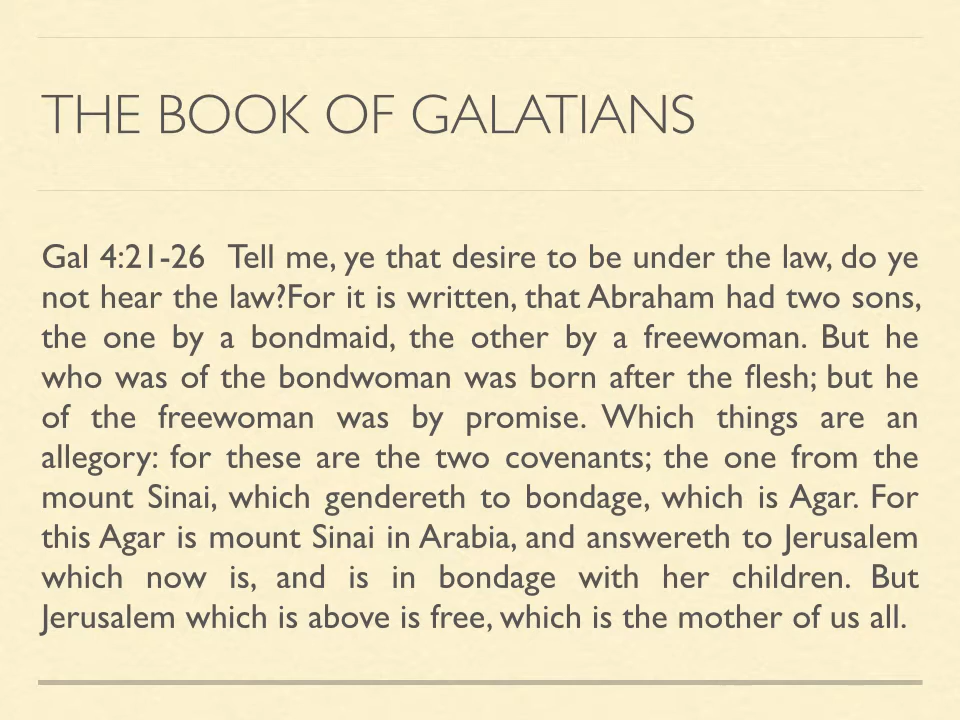 THE BOOK OF GALATIANS
Gal 4:21-26 Tell me, ye that desire to be under the law, do ye
not hear the law?For it is written, that Abraham had two sons,
the one by a bondmaid, the other by a freewoman. But he
who was of the bondwoman was born after the flesh; but he
of the freewoman was by promise. Which things are an
allegory: for these are the two covenants; the one from the
mount Sinai, which gendereth to bondage, which is Agar. For
this Agar is mount Sinai in Arabia, and answereth to Jerusalem
which now is, and is in bondage with her children. But
Jerusalem which is above is free, which is the mother of us all.